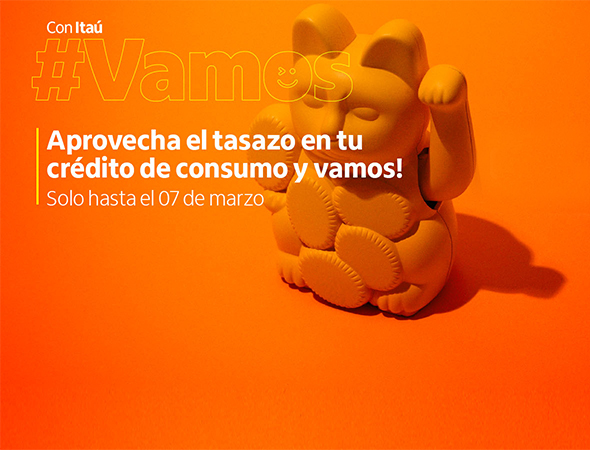 Con Itaú
#Vamos
Aprovecha el tasazo en tu
crédito de consumo y vamos!
Solo hasta el 07 de marzo